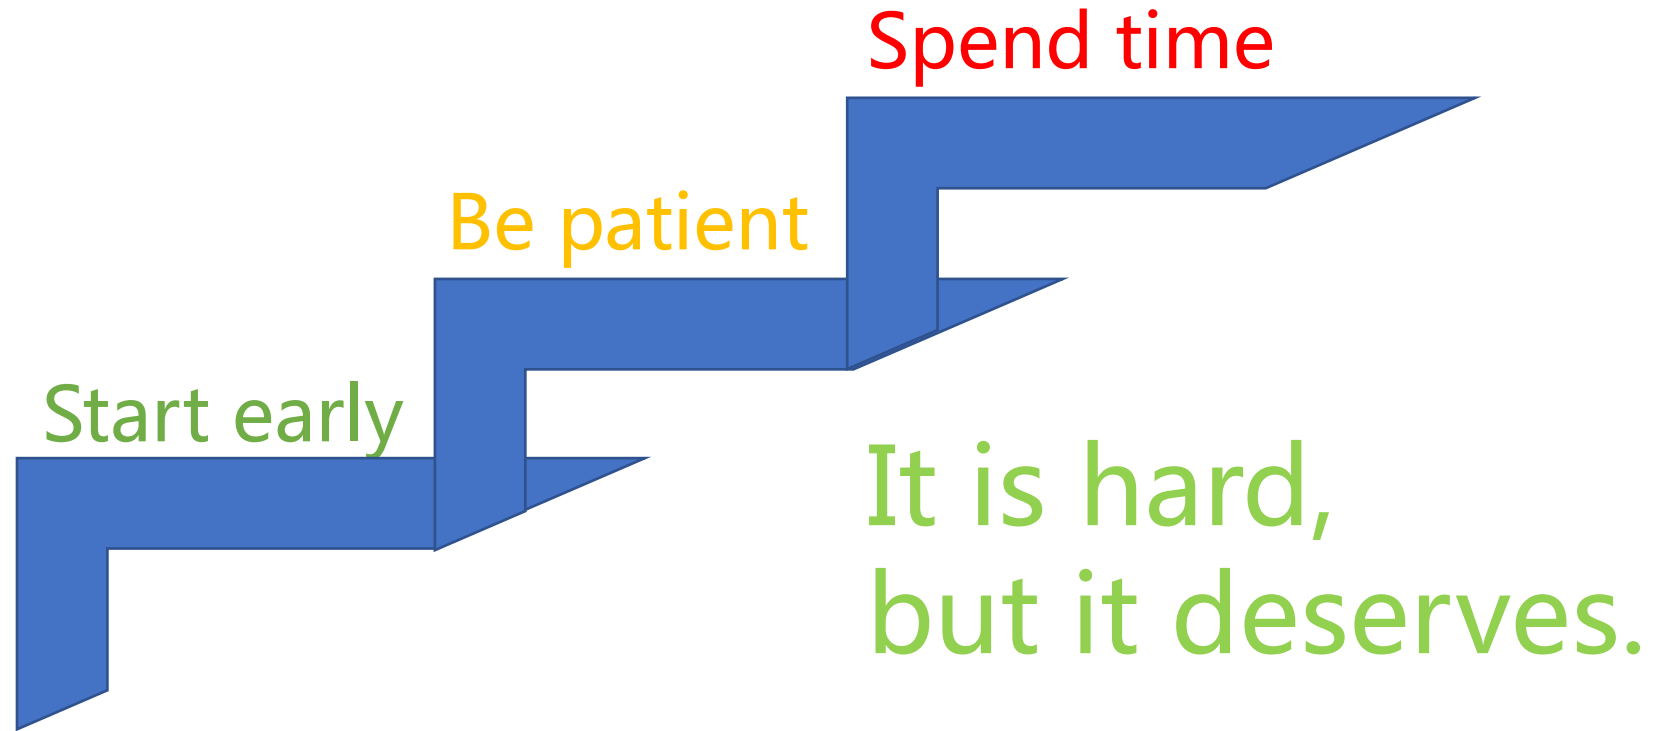 Spend time
Be patient
Start early
It is hard,
but it deserves.